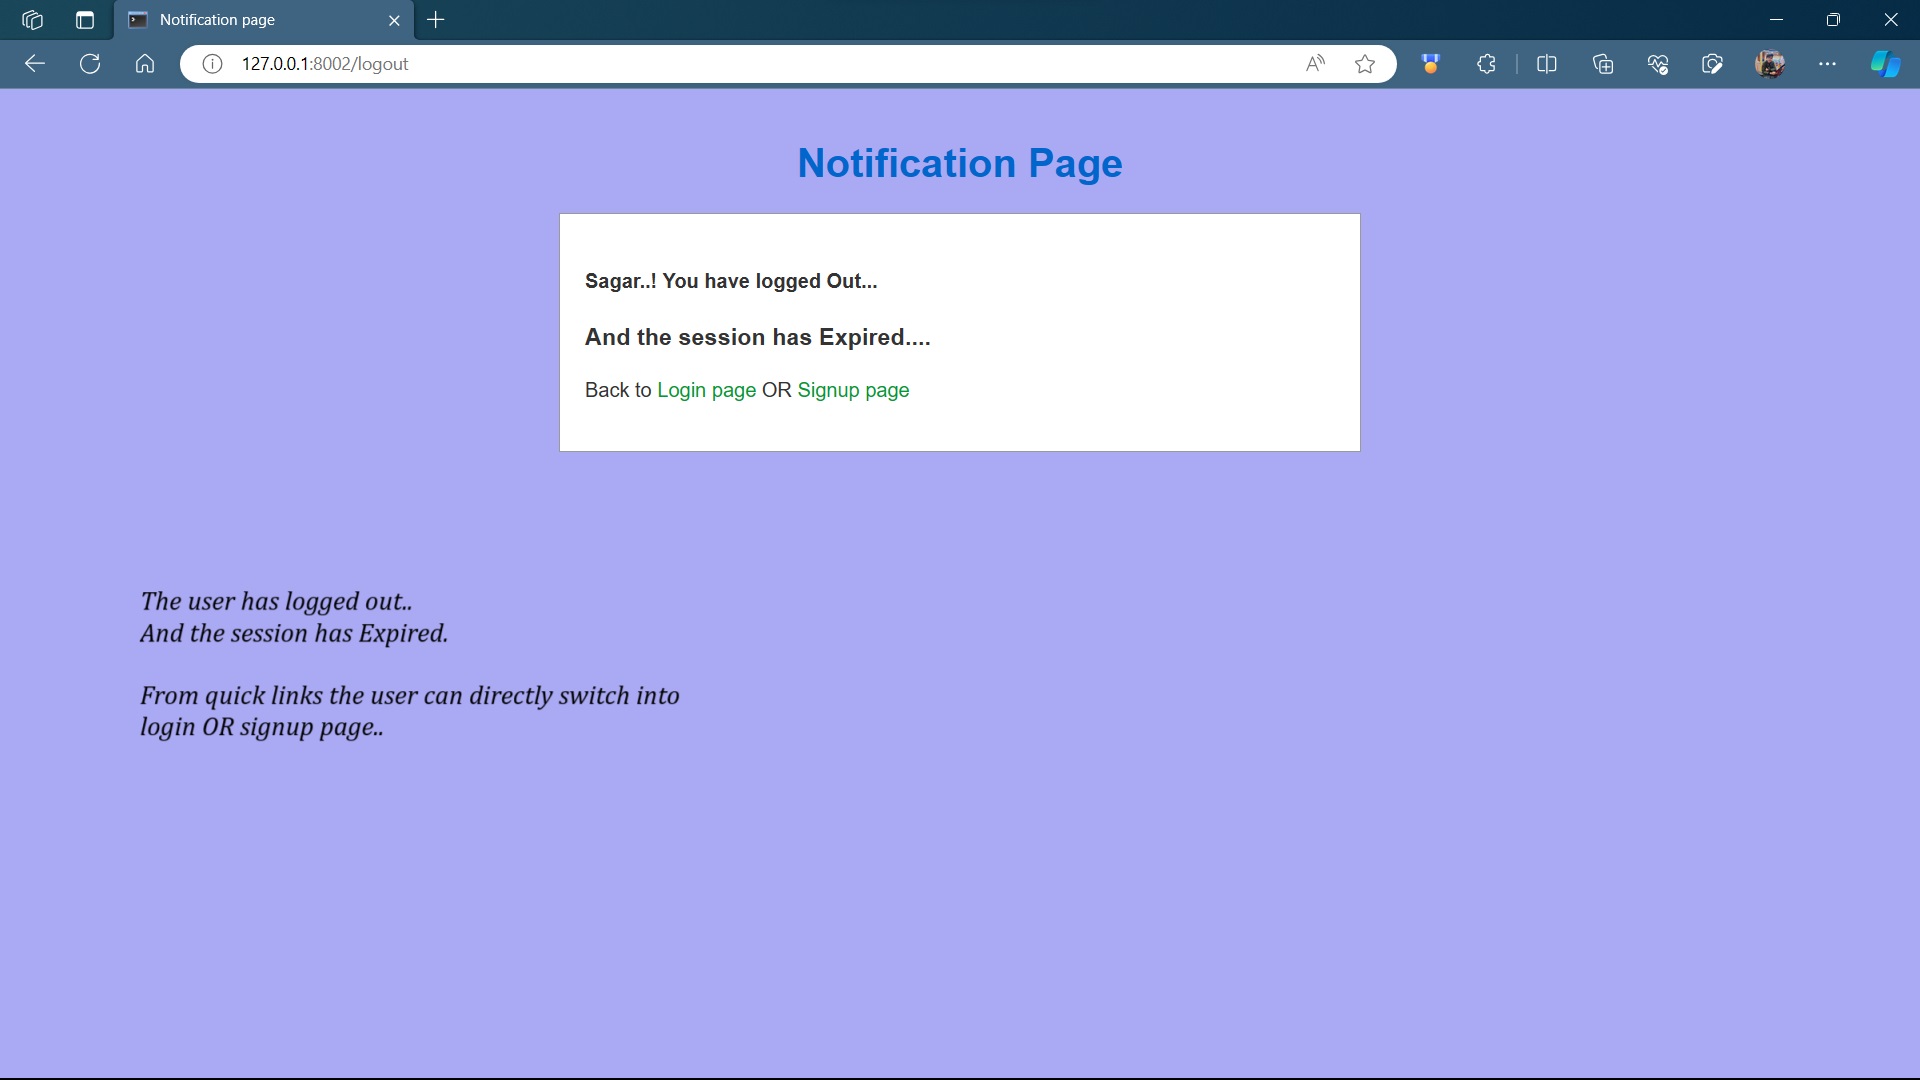 Notification page
127.0.0.1:8002/logout
Notification Page
Sagar..! You have logged Out...
And the session has Expired....
Back to Login page OR Signup page
The user has logged out..
And the session has Expired.
From quick links the user can directly switch into
login OR signup page..